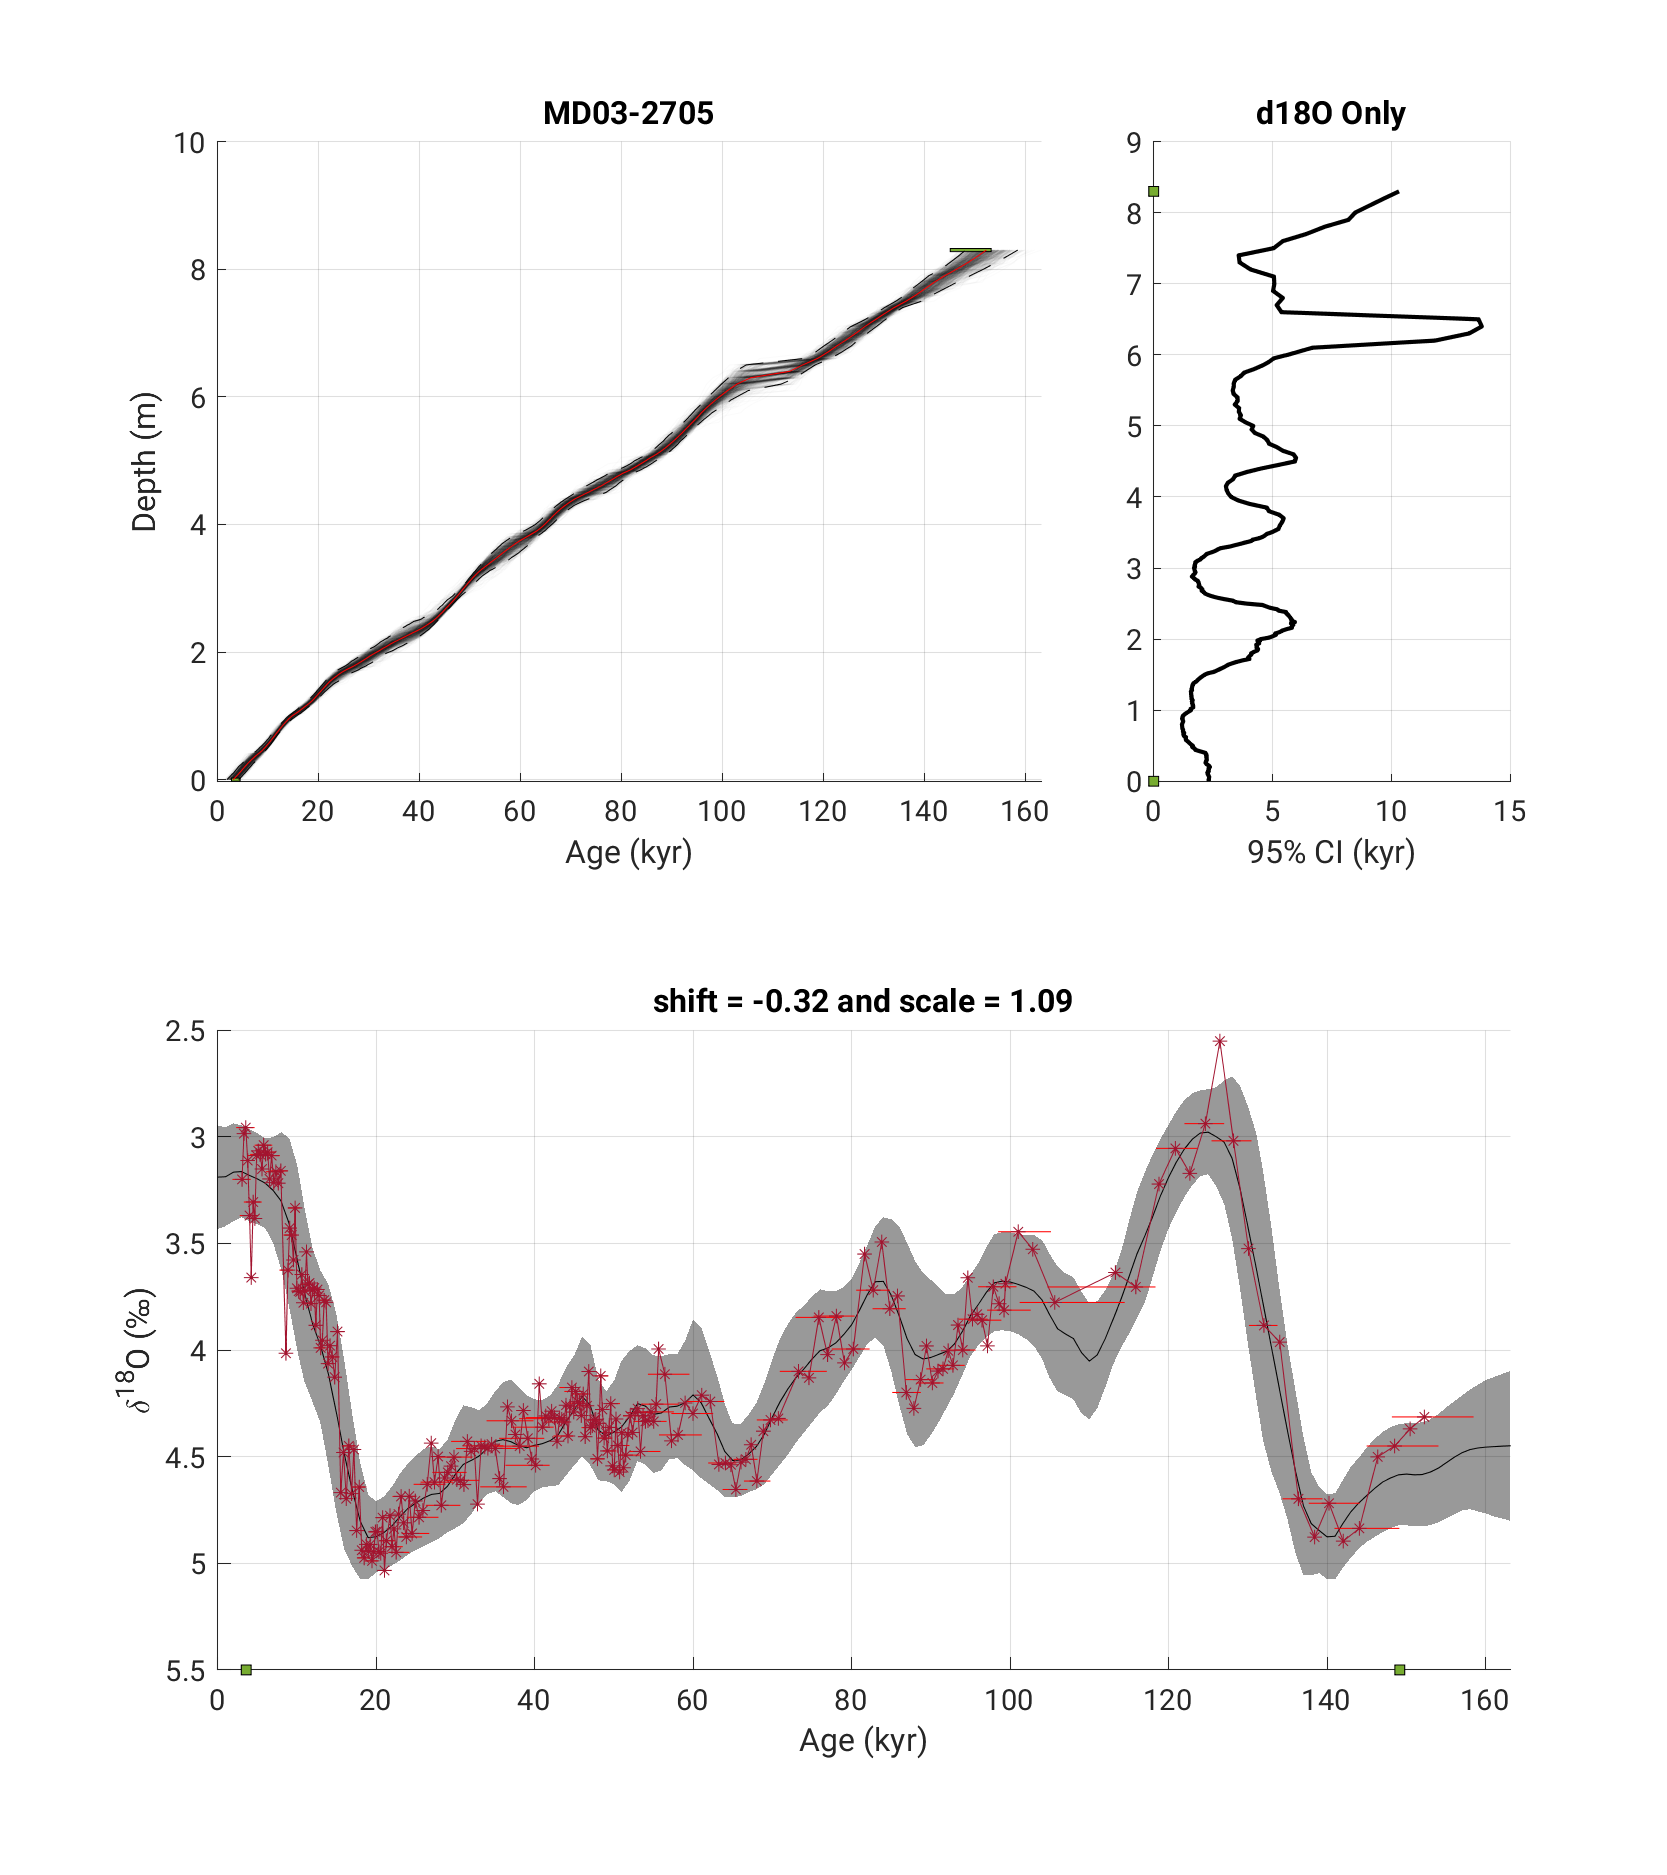 MD03-2705
10
8
6
4
2
0
0 20 40 60 80 100 120 140 160
Depth (m)
Age (kyr)
d18O Only
9
8
7
6
5
4
3
2
1
0
0 5 10 15
95% CI (kyr)
shift = -0.32 and scale = 1.09
2.5
3
3.5
4
4.5
5
5.5
0 20 40 60 80 100 120 140 160
δ18O (‰)
Age (kyr)